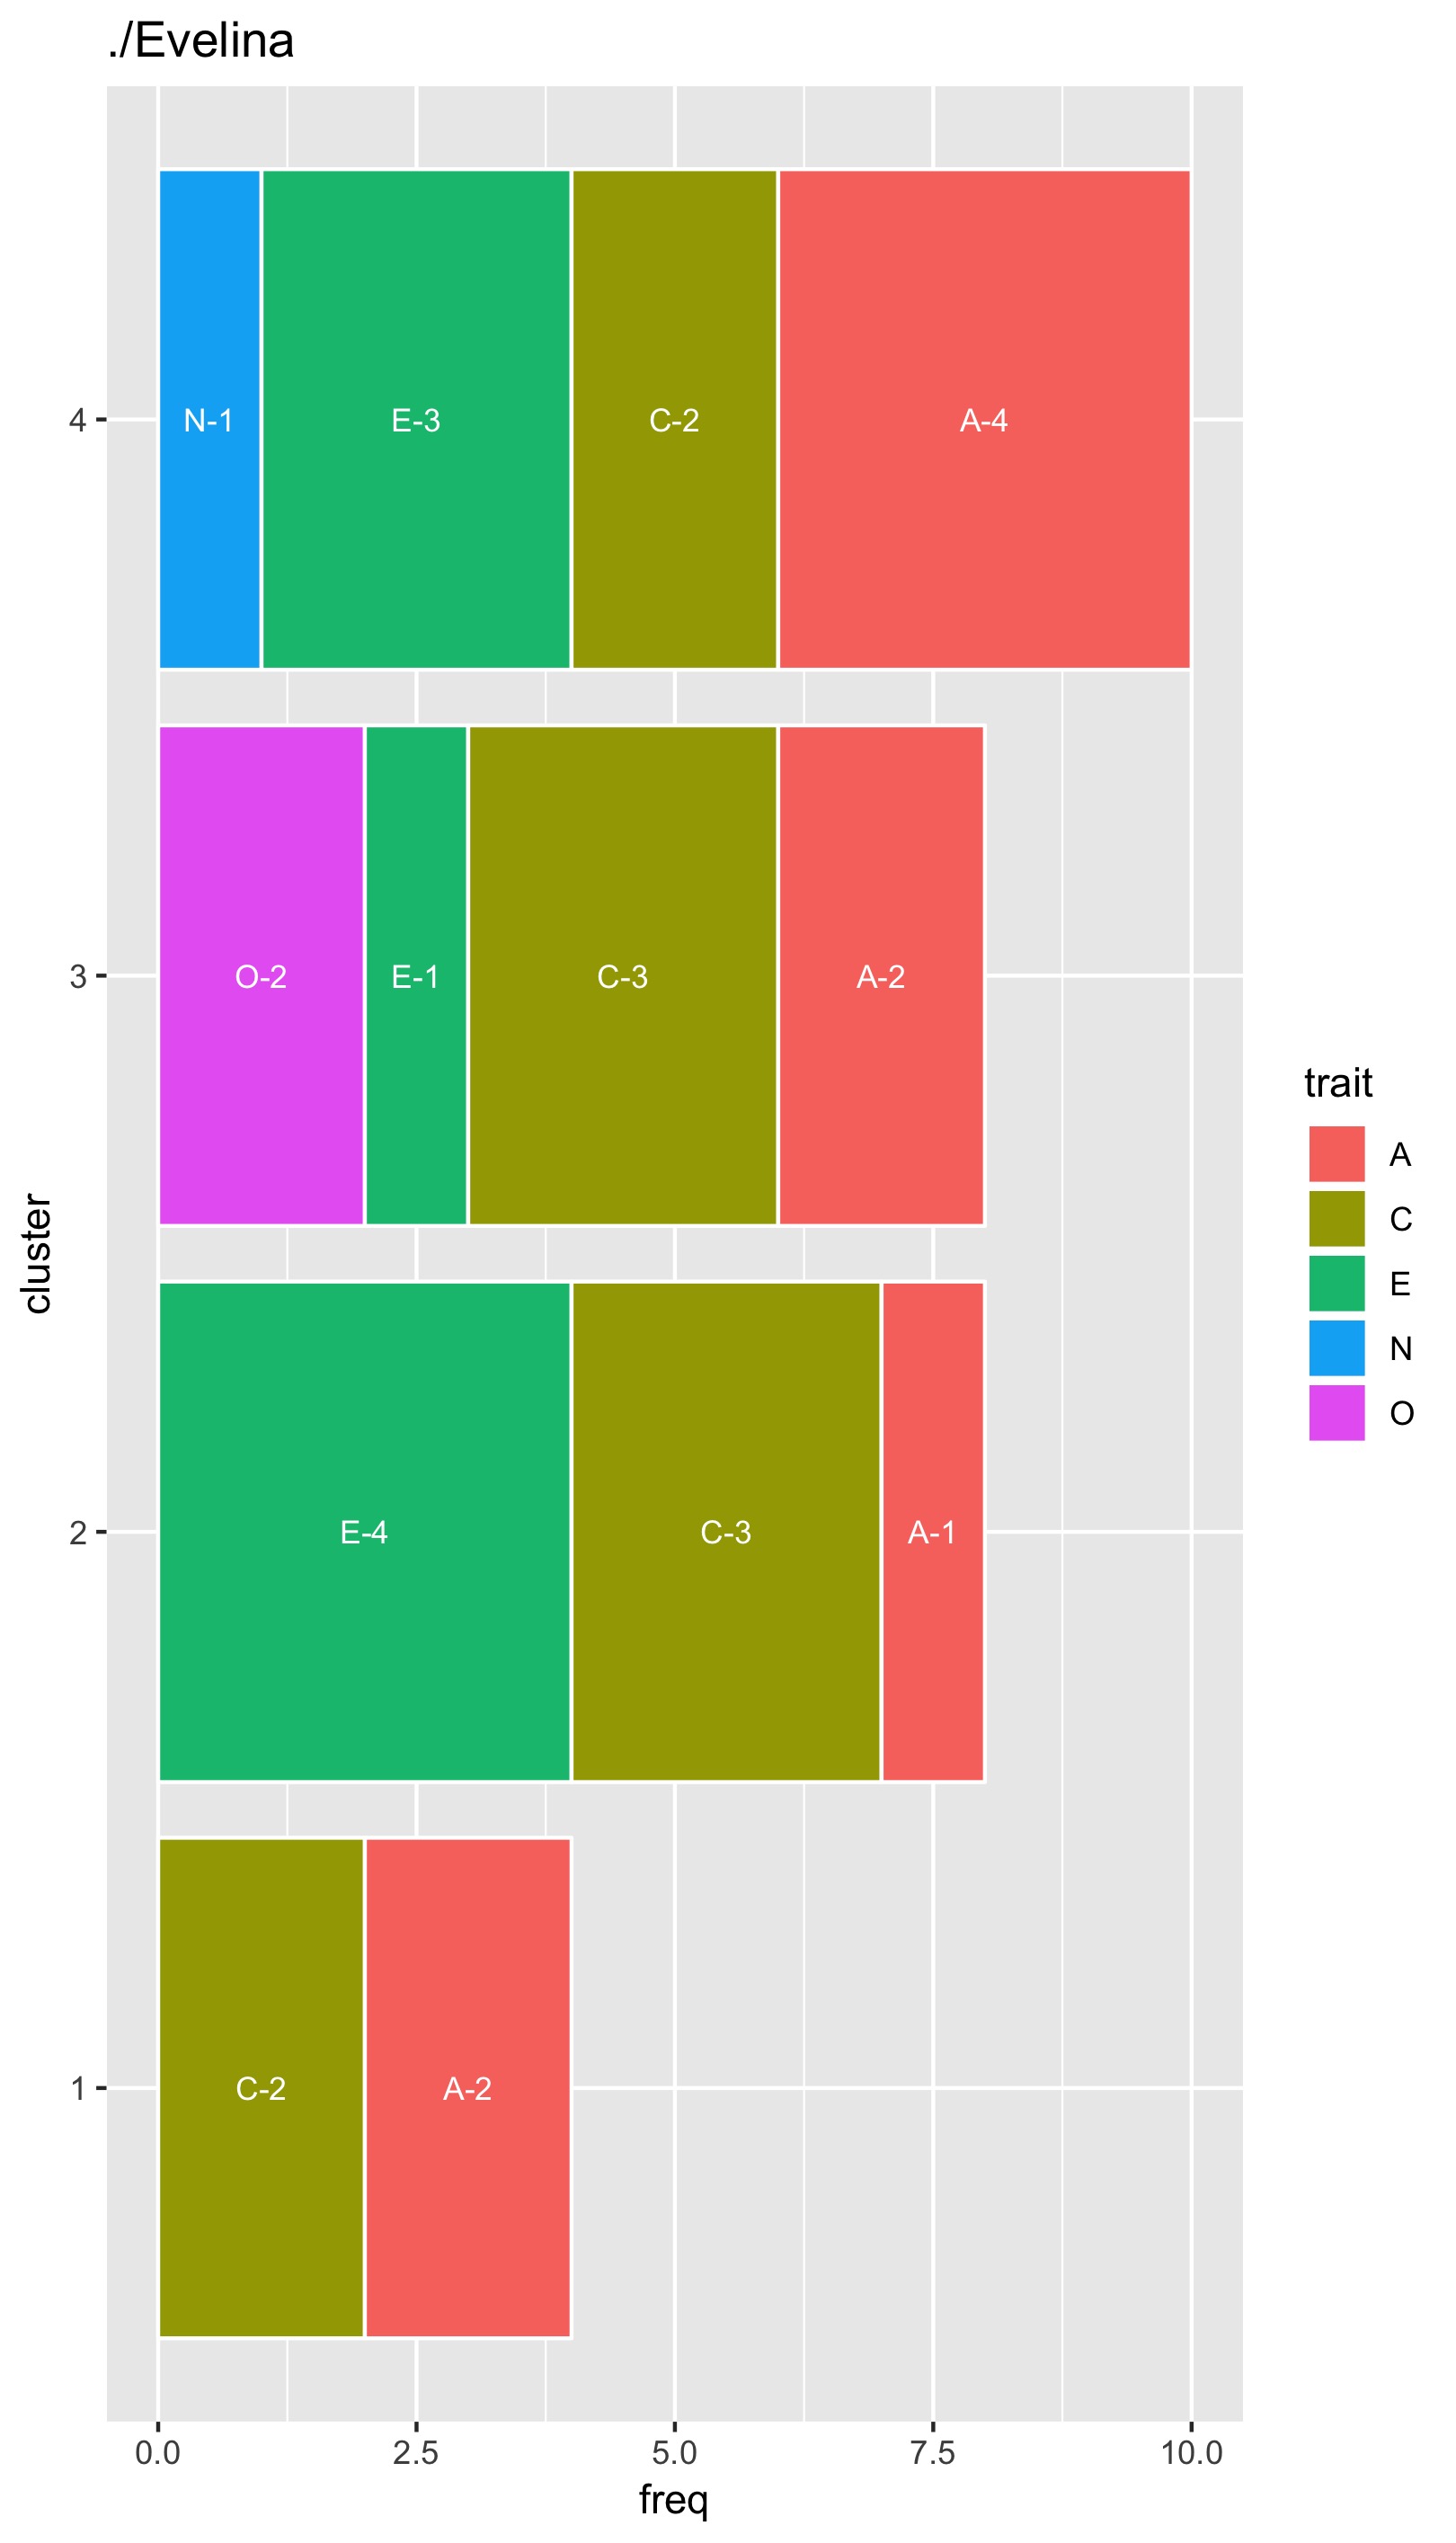 ./Evelina
4
N-1 E-3 C-2 A-4
3
O-2 E-1 C-3 A-2
2
E-4 C-3 A-1
1
C-2 A-2
cluster
0.0 2.5 5.0 7.5 10.0
freq
trait
A
C
E
N
O